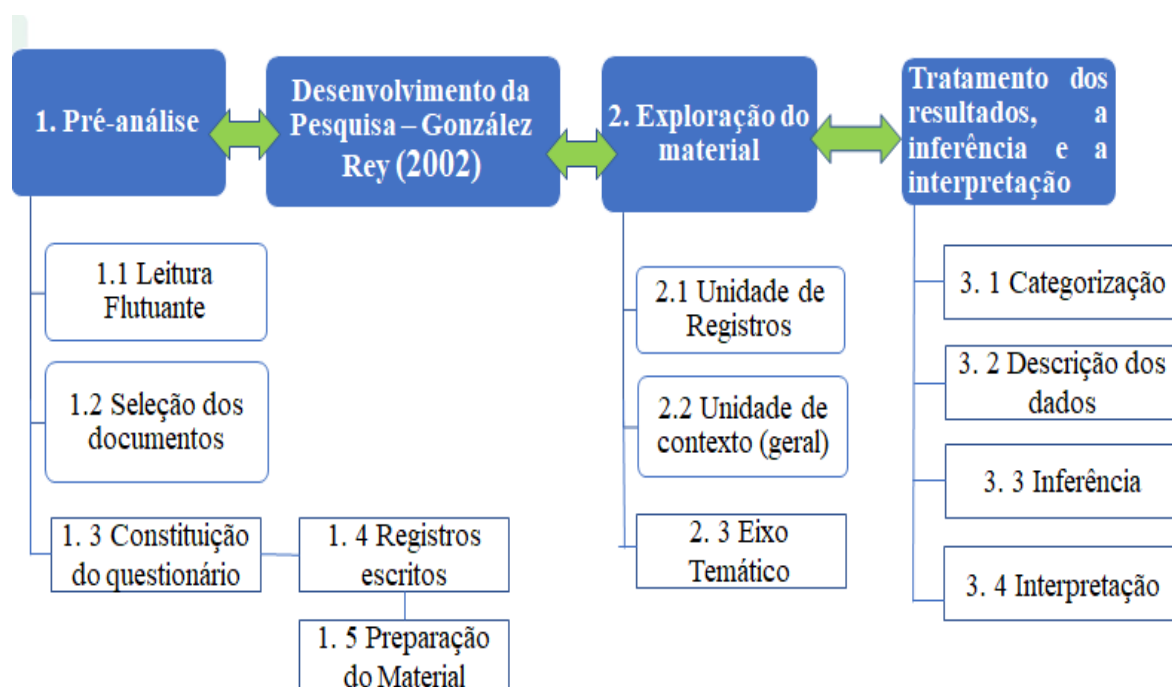 1. Pré-análise
Desenvolvimento da
Pesquisa – González
Rey (2002)
2. Exploração do
material
Tratamento dos
resultados, a
inferência e a
interpretação
1.1 Leitura
Flutuante
1.2 Seleção dos
documentos
1. 3 Constituição
do questionário
1. 4 Registros
escritos
1. 5 Preparação
do Material
2.1 Unidade de
Registros
2.2 Unidade de
contexto (geral)
2. 3 Eixo
Temático
3. 1 Categorização
3. 2 Descrição dos
dados
3. 3 Inferência
3. 4 Interpretação